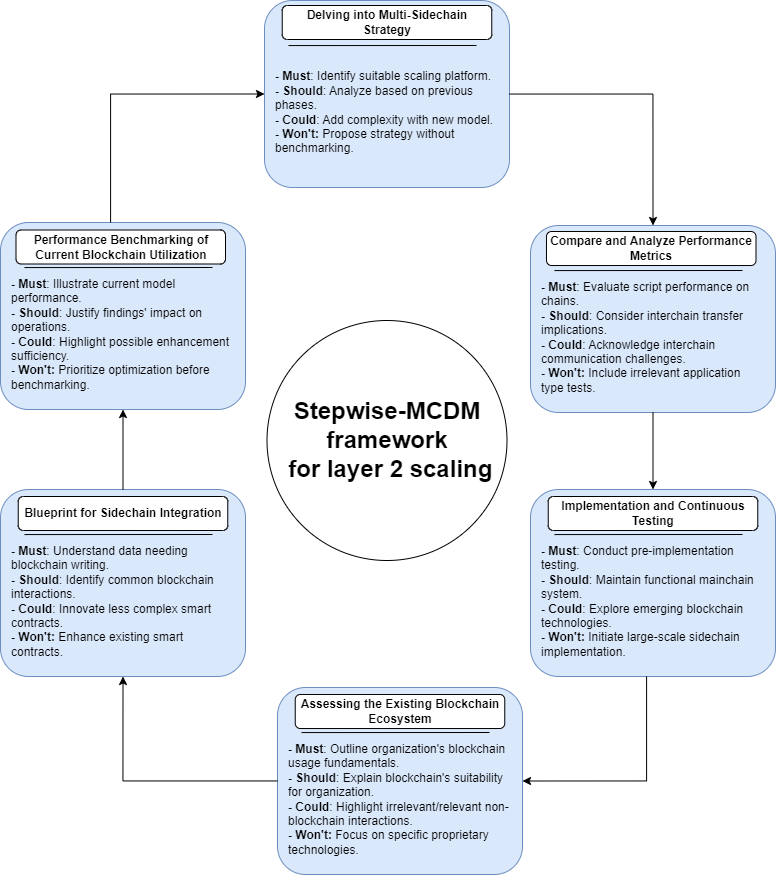 Delving into Multi-Sidechain
Strategy
- Must: Identify suitable scaling platform.
- Should: Analyze based on previous
phases.
- Could: Add complexity with new model.
- Won't: Propose strategy without
benchmarking.
Performance Benchmarking of
Current Blockchain Utilization
- Must: Illustrate current model
performance.
- Should: Justify findings' impact on
operations.
- Could: Highlight possible enhancement
sufficiency.
- Won't: Prioritize optimization before
benchmarking.
Compare and Analyze Performance
Metrics
- Must: Evaluate script performance on
chains.
- Should: Consider interchain transfer
implications.
- Could: Acknowledge interchain
communication challenges.
- Won't: Include irrelevant application
type tests.
Stepwise-MCDM
framework
for layer 2 scaling
Blueprint for Sidechain Integration
- Must: Understand data needing
blockchain writing.
- Should: Identify common blockchain
interactions.
- Could: Innovate less complex smart
contracts.
- Won't: Enhance existing smart
contracts.
Implementation and Continuous
Testing
- Must: Conduct pre-implementation
testing.
- Should: Maintain functional mainchain
system.
- Could: Explore emerging blockchain
technologies.
- Won't: Initiate large-scale sidechain
implementation.
Assessing the Existing Blockchain
Ecosystem
- Must: Outline organization's blockchain
usage fundamentals.
- Should: Explain blockchain's suitability
for organization.
- Could: Highlight irrelevant/relevant non-
blockchain interactions.
- Won't: Focus on specific proprietary
technologies.